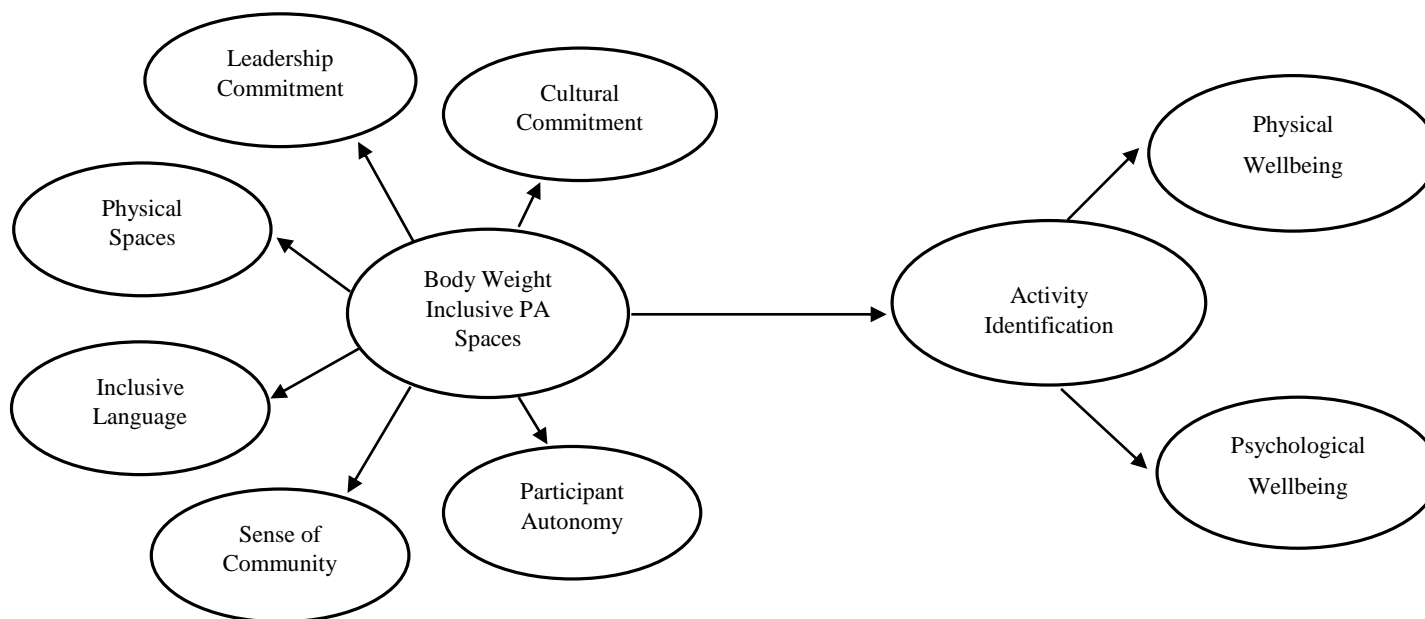 Leadership
Commitment
Cultural
Commitment
Physical
Spaces
Body Weight
Inclusive PA
Spaces
Inclusive
Language
Sense of
Community
Participant
Autonomy
Activity
Identification
Physical
Wellbeing
Psychological
Wellbeing